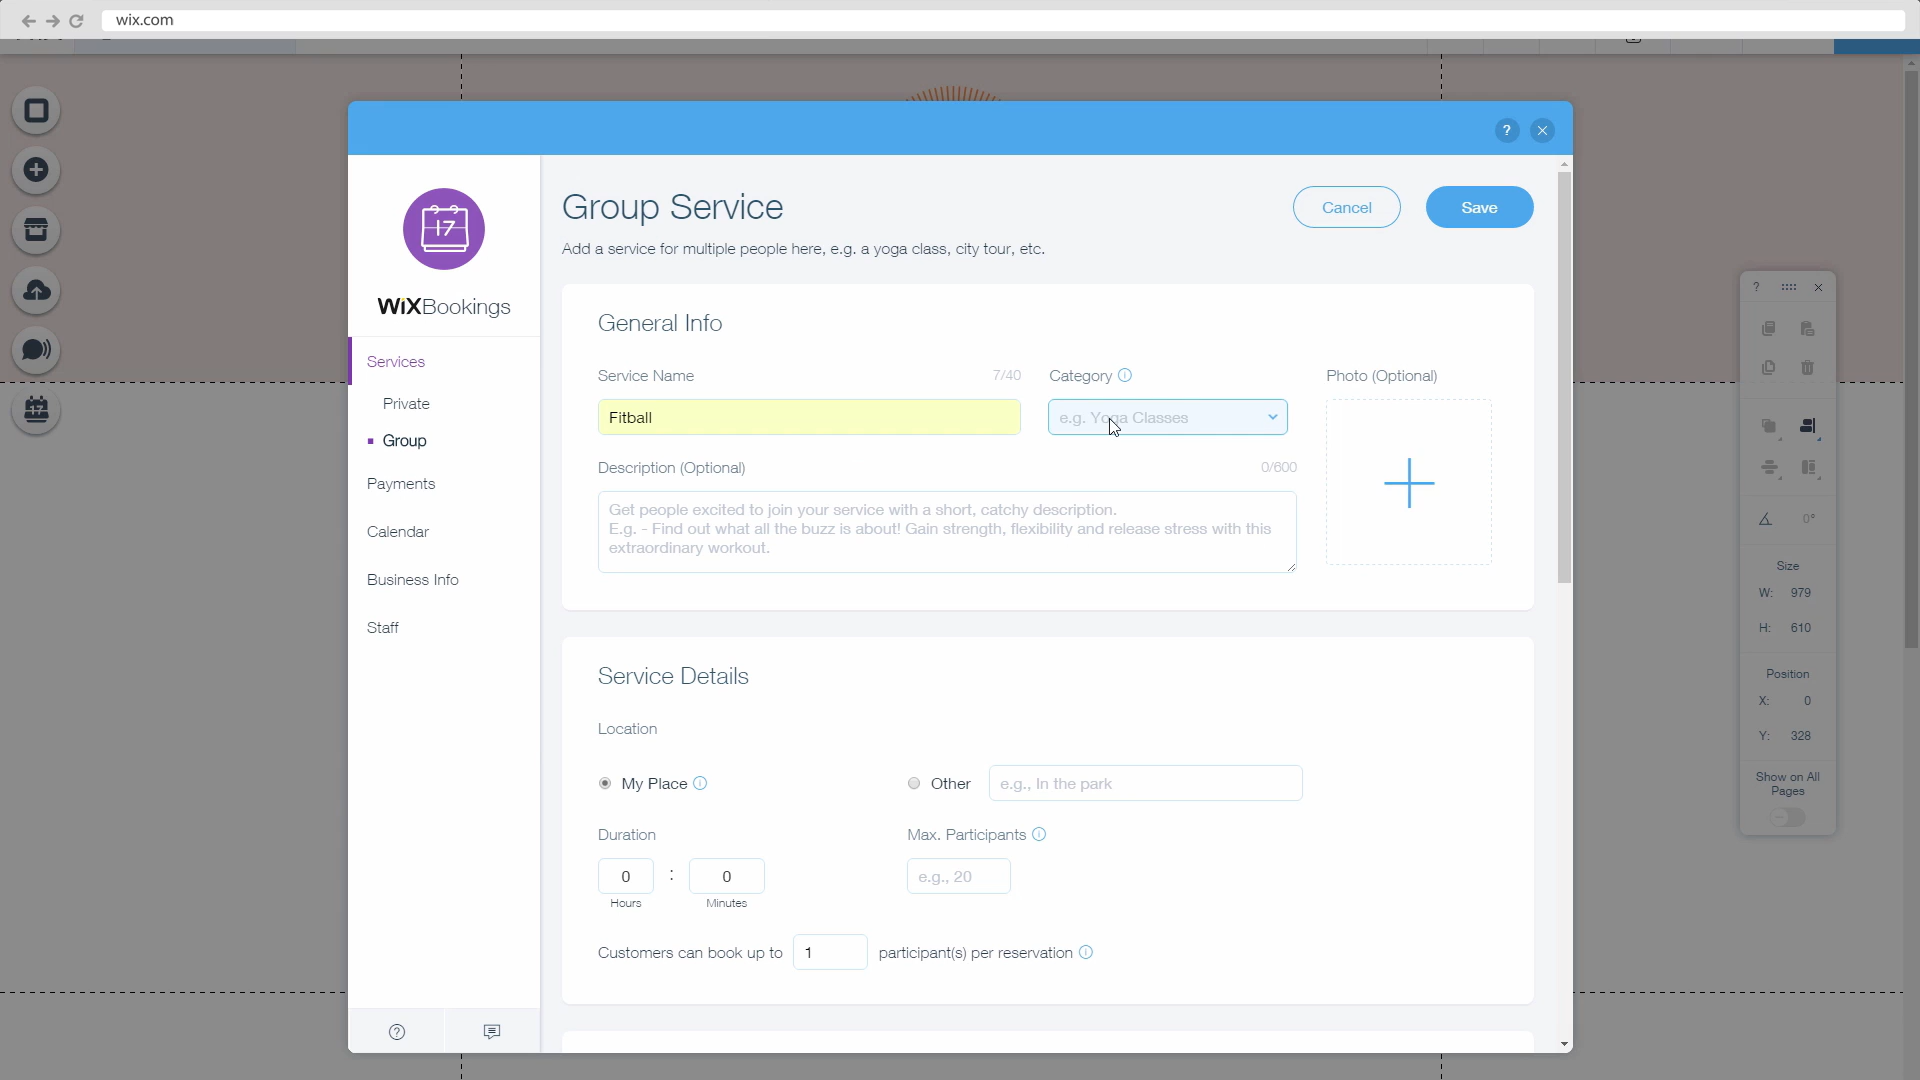 wix.com
?
Group Service
Cancel
Save
Add a service for multiple people here, e.g. a yoga class, city tour, etc.
17
WiXBookings
Services
Private
Group
Payments
Calendar
Business Info
Staff
General Info
Service Name
7/40
Category
Photo (Optional)
Fitball
e.g. Yoga Classes
Description (Optional)
0/600
Get people excited to join your service with a short, catchy description.
E.g. - Find out what all the buzz is about! Gain strength, flexibility and release stress with this
extraordinary workout.
Service Details
Location
My Place
Other
e.g., In the park
Duration
Max. Participants
0
:
0
e.g., 20
Hours
Minutes
Customers can book up to
1
participant(s) per reservation
?
17
?
0°
Size
W: 979
H: 610
Position
X: 0
Y: 328
Show on All
Pages